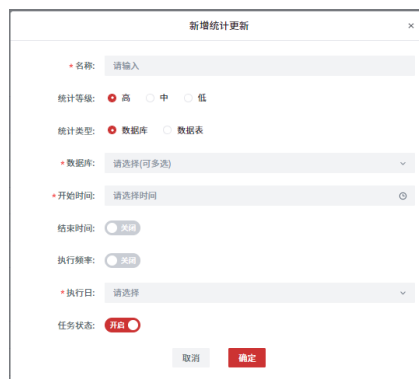 新增统计更新 ×
* 名称: 请输入
统计等级: 高 中 低
统计类型: 数据库 数据表
* 数据库: 请选择(可多选)
* 开始时间: 请选择时间
结束时间: 关闭
执行频率: 关闭
* 执行日: 请选择
任务状态: 开启
取消 确定